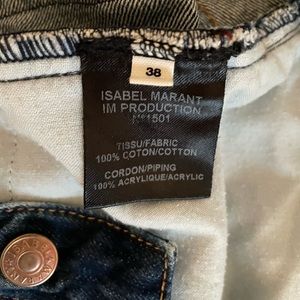 38
ISABEL MARANT
IM PRODUCTION
N°1501
TISSU/FABRIC
100% COTON/COTTON
CORDON/PIPING
100% ACRYLIQUE/ACRYLIC